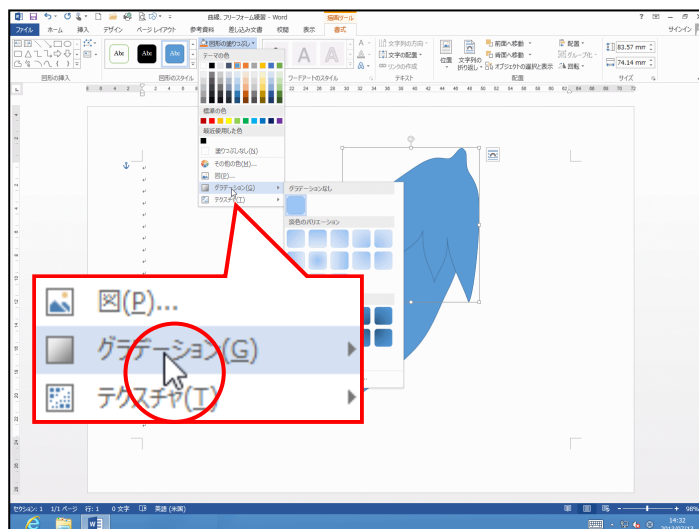 曲線、フリーフォーム練習 - Word
描画ツール
ファイル ホーム 挿入 デザイン ページ レイアウト 参考資料 差し込み文書 校閲 表示 書式
サインイン
Abc Abc Abc
図形の塗りつぶし
A A
文字列の方向
文字の配置
リンクの作成
位置
文字列の
折り返し
前面へ移動
背面へ移動
オブジェクトの選択と表示
配置
グループ化
回転
83.57 mm
74.14 mm
図形の挿入 図形のスタイル ワードアートのスタイル テキスト 配置 サイズ
テーマの色
標準の色
最近使用した色
塗りつぶしなし(N)
その他の色(M)...
図(P)...
グラデーション(G)
テクスチャ(T)
グラデーションなし
淡色のバリエーション
図(P)...
グラデーション(G)
テクスチャ(T)
セクション: 1 1/1 ページ 行: 1 0 文字 英語 (米国)
98%
14:32